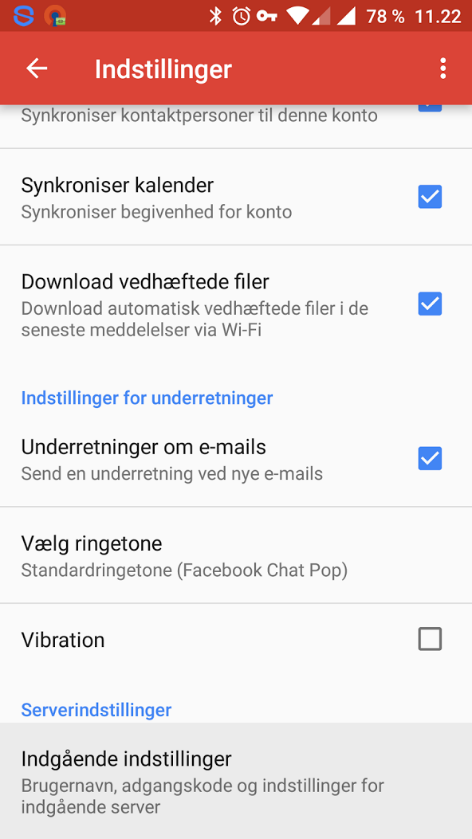 78 % 11.22
Indstillinger
Synkroniser kontaktpersoner til denne konto
Synkroniser kalender
Synkroniser begivenhed for konto
Download vedhæftede filer
Download automatisk vedhæftede filer i de
seneste meddelelser via Wi-Fi
Indstillinger for underretninger
Underretninger om e-mails
Send en underretning ved nye e-mails
Vælg ringetone
Standardringetone (Facebook Chat Pop)
Vibration
Serverindstillinger
Indgående indstillinger
Brugernavn, adgangskode og indstillinger for
indgående server